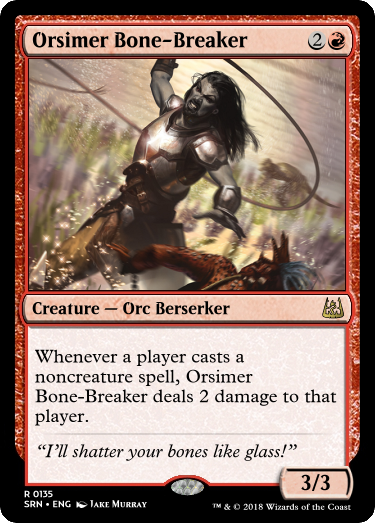 Orsimer Bone-Breaker 2
Creature — Orc Berserker
Whenever a player casts a
noncreature spell, Orsimer
Bone-Breaker deals 2 damage to that
player.
“I’ll shatter your bones like glass!”
3/3
R 0135
SRN • ENG Jake Murray
™ & © 2018 Wizards of the Coast